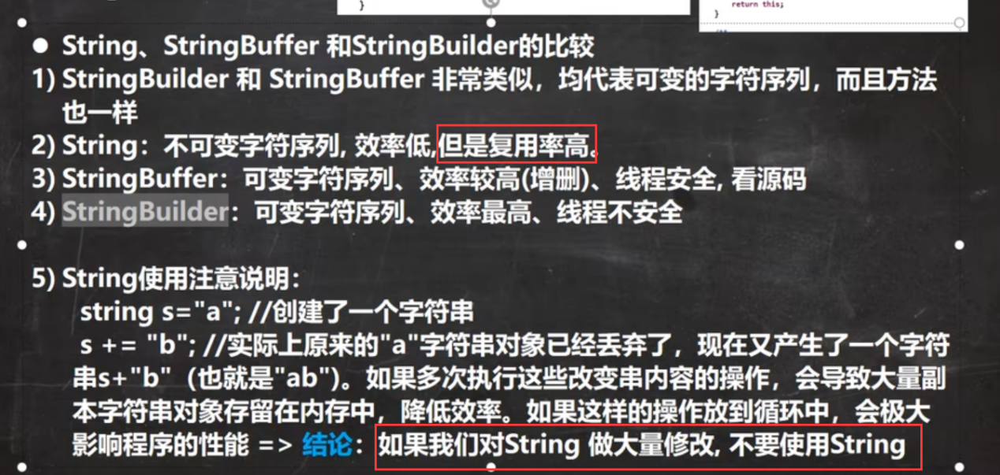 }
return this;
}
● String、StringBuffer 和StringBuilder的比较
1) StringBuilder 和 StringBuffer 非常类似，均代表可变的字符序列，而且方法
也一样
2) String：不可变字符序列, 效率低,但是复用率高。
3) StringBuffer：可变字符序列、效率较高(增删)、线程安全, 看源码
4) StringBuilder：可变字符序列、效率最高、线程不安全
5) String使用注意说明：
string s="a"; //创建了一个字符串
s += "b"; //实际上原来的"a"字符串对象已经丢弃了，现在又产生了一个字符
串s+"b"（也就是"ab")。如果多次执行这些改变串内容的操作，会导致大量副
本字符串对象存留在内存中，降低效率。如果这样的操作放到循环中，会极大
影响程序的性能 => 结论：如果我们对String 做大量修改, 不要使用String